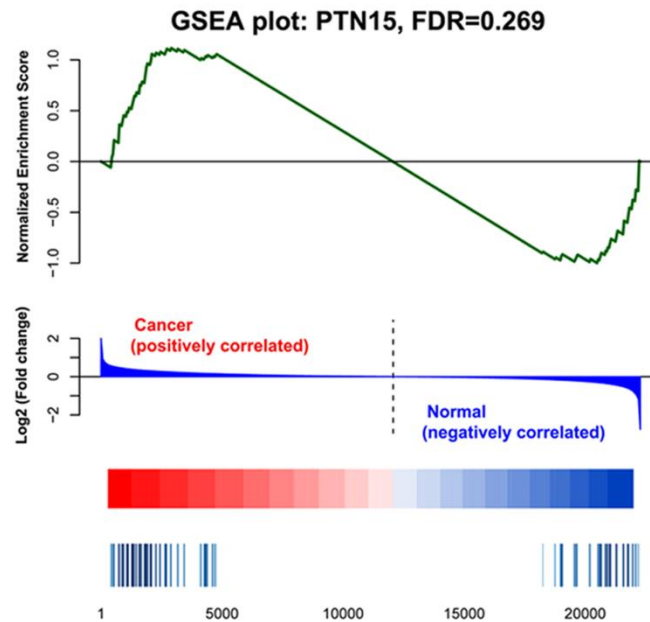 GSEA plot: PTN15, FDR=0.269
Normalized Enrichment Score
1.0
0.5
0.0
−0.5
−1.0
Log2 (Fold change)
2
0
−2
Cancer
(positively correlated)
Normal
(negatively correlated)
1 5000 10000 15000 20000